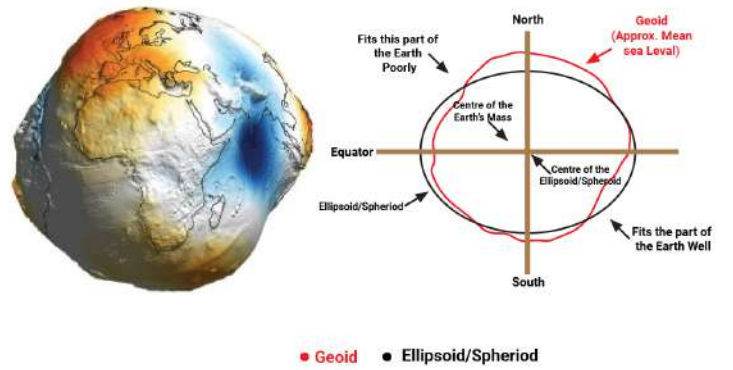 North
Geoid
(Approx. Mean
sea Leval)
Fits this part of
the Earth
Poorly
Centre of the
Earth's Mass
Equator
Centre of the
Ellipsoid/Spheroid
Ellipsoid/Spheriod
Fits the part of
the Earth Well
South
Geoid
Ellipsoid/Spheriod